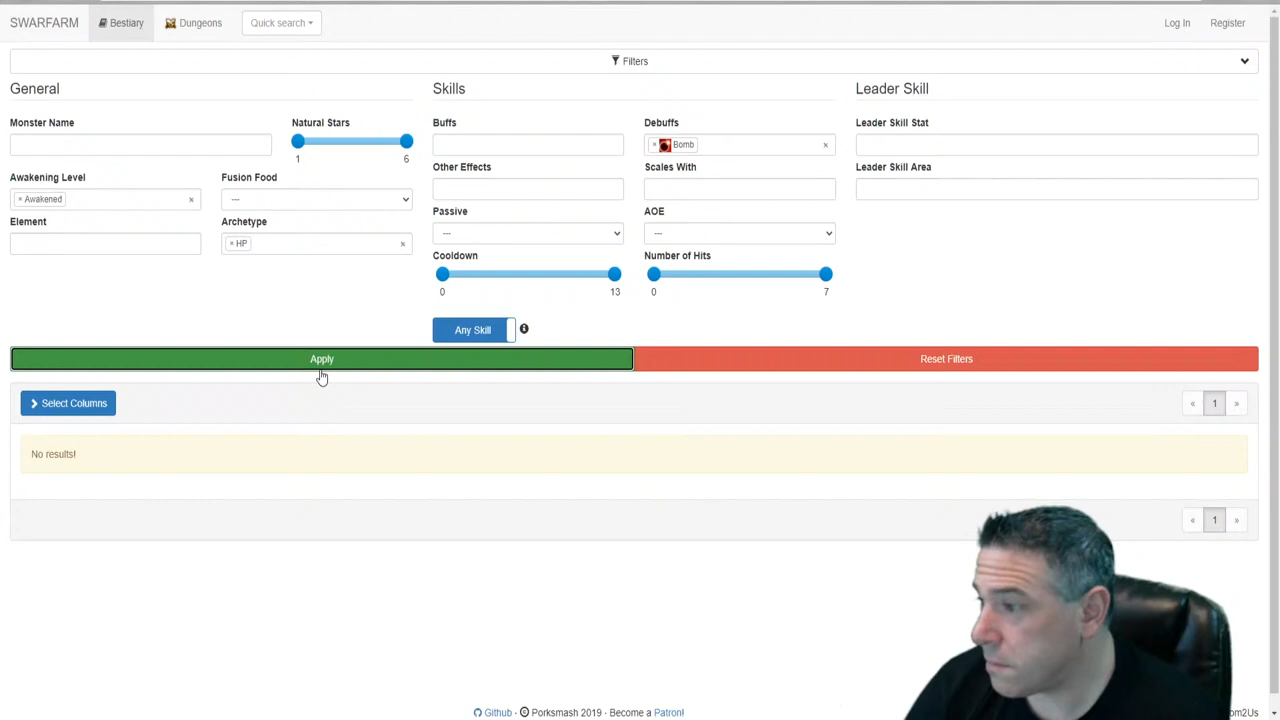 SWARFARM Bestiary Dungeons Quick search Log In Register
Filters
General Skills Leader Skill
Monster Name Natural Stars Buffs Debuffs Leader Skill Stat
× Bomb ×
1 6
Awakening Level Fusion Food Other Effects Scales With Leader Skill Area
× Awakened × ---
Element Archetype Passive AOE
× HP × --- ---
Cooldown Number of Hits
0 13 0 7
Any Skill
Apply Reset Filters
Select Columns « 1 »
No results!
« 1 »
Github · © Porksmash 2019 · Become a Patron! om2Us